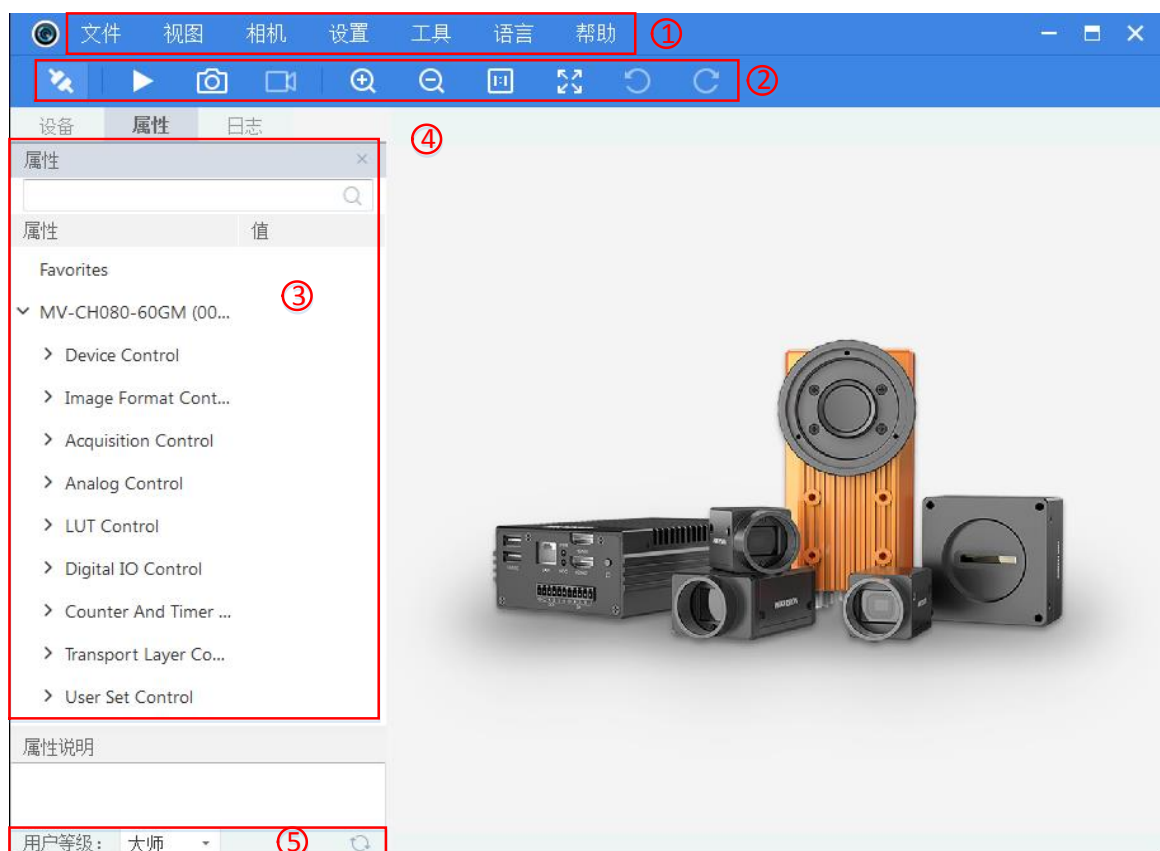 文件 视图 相机 设置 工具 语言 帮助 ①
1:1 ②
设备 属性 日志 ④
属性
属性 值
Favorites
③
MV-CH080-60GM (00...
Device Control
Image Format Cont...
Acquisition Control
Analog Control
LUT Control
Digital IO Control
Counter And Timer ...
Transport Layer Co...
User Set Control
属性说明
用户等级： 大师 ⑤